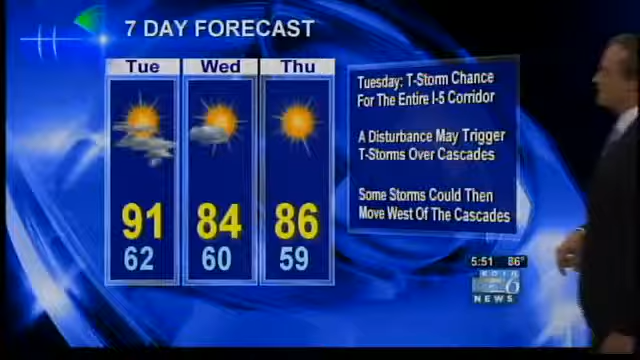 7 DAY FORECAST
Tue Wed Thu
91 84 86
62 60 59
Tuesday: T-Storm Chance
For The Entire I-5 Corridor
A Disturbance May Trigger
T-Storms Over Cascades
Some Storms Could Then
Move West Of The Cascades
5:51 86°
KOIN
6
NEWS